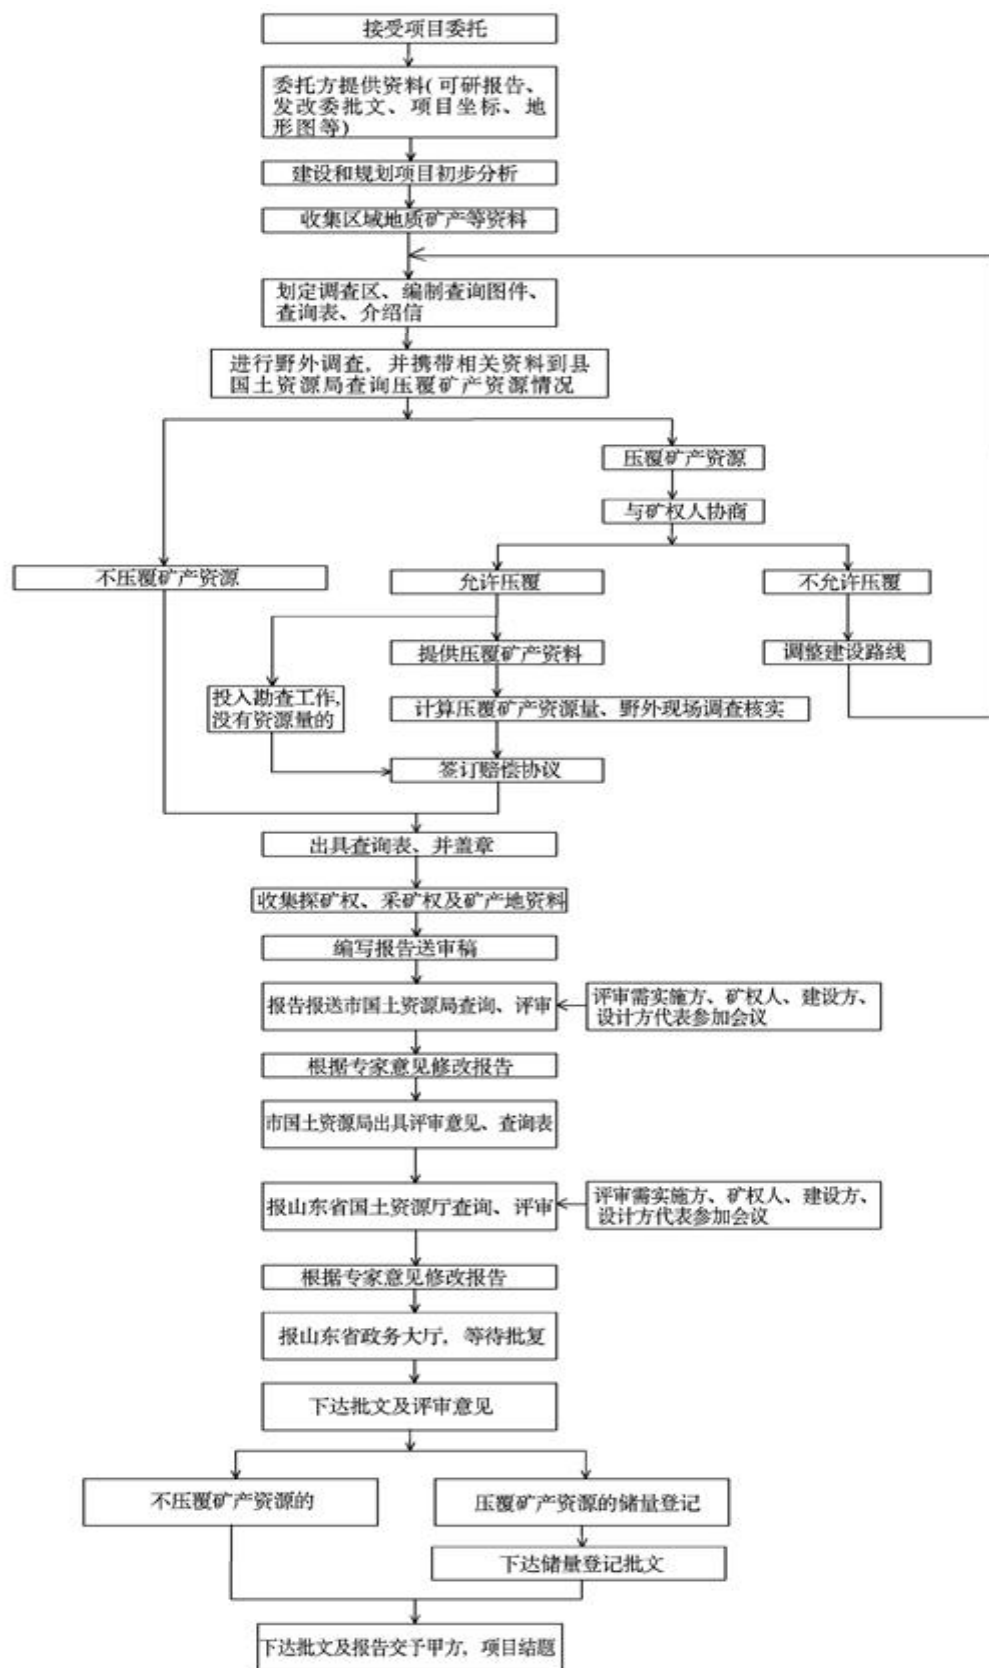 接受项目委托
委托方提供资料(可研报告、
发改委批文、项目坐标、地
形图等)
建设和规划项目初步分析
收集区域地质矿产等资料
划定调查区、编制查询图件、
查询表、介绍信
进行野外调查，并携带相关资料到县
国土资源局查询压覆矿产资源情况
压覆矿产资源
与矿权人协商
不压覆矿产资源
允许压覆
不允许压覆
提供压覆矿产资料
调整建设路线
投入勘查工作，
没有资源量的
计算压覆矿产资源量、野外现场调查核实
签订赔偿协议
出具查询表、并盖章
收集探矿权、采矿权及矿产地资料
编写报告送审稿
报告报送市国土资源局查询、评审
评审需实施方、矿权人、建设方、
设计方代表参加会议
根据专家意见修改报告
市国土资源局出具评审意见、查询表
报山东省国土资源厅查询、评审
评审需实施方、矿权人、建设方、
设计方代表参加会议
根据专家意见修改报告
报山东省政务大厅，等待批复
下达批文及评审意见
不压覆矿产资源的
压覆矿产资源的储量登记
下达储量登记批文
下达批文及报告交予甲方，项目结题